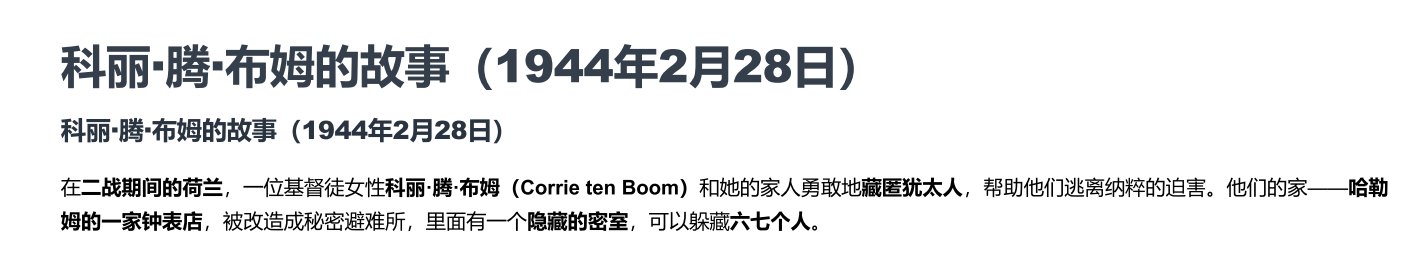 科丽·腾·布姆的故事（1944年2月28日）
科丽·腾·布姆的故事（1944年2月28日）
在二战期间的荷兰，一位基督徒女性科丽·腾·布姆（Corrie ten Boom）和她的家人勇敢地藏匿犹太人，帮助他们逃离纳粹的迫害。他们的家——哈勒
姆的一家钟表店，被改造成秘密避难所，里面有一个隐藏的密室，可以躲藏六七个人。